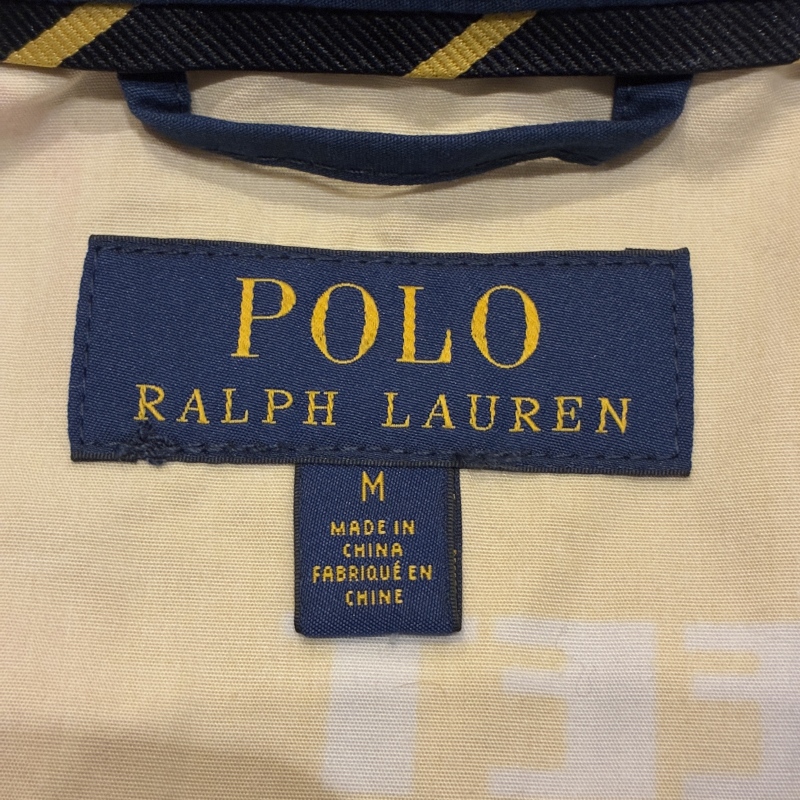 POLO
RALPH LAUREN
M
MADE IN
CHINA
FABRIQUÉ EN
CHINE